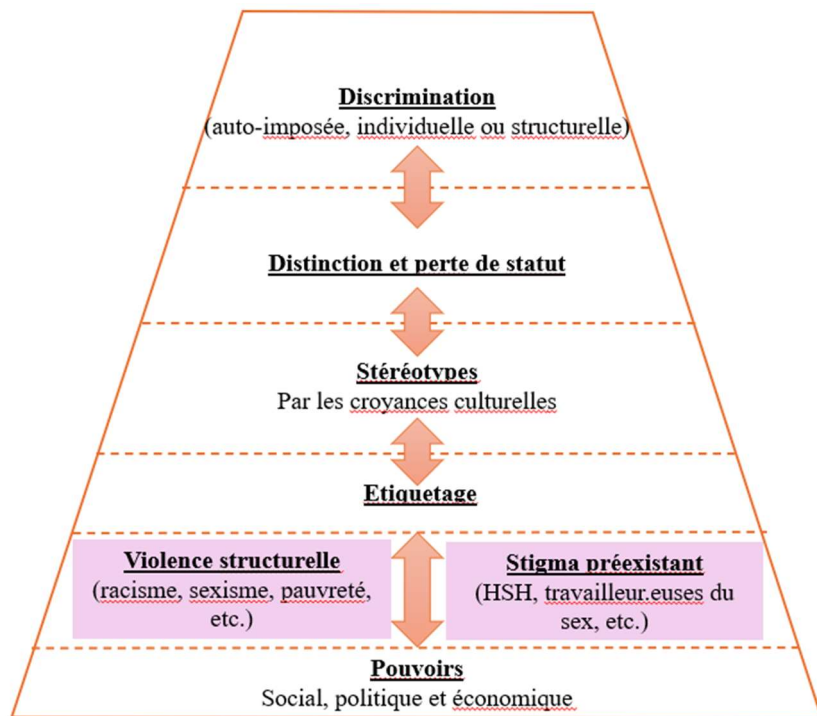 Discrimination
(auto-imposée, individuelle ou structurelle)
Distinction et perte de statut
Stéréotypes
Par les croyances culturelles
Etiquetage
Violence structurelle
(racisme, sexisme, pauvreté,
etc.)
Stigma préexistant
(HSH, travailleur.euses du
sex, etc.)
Pouvoirs
Social, politique et économique